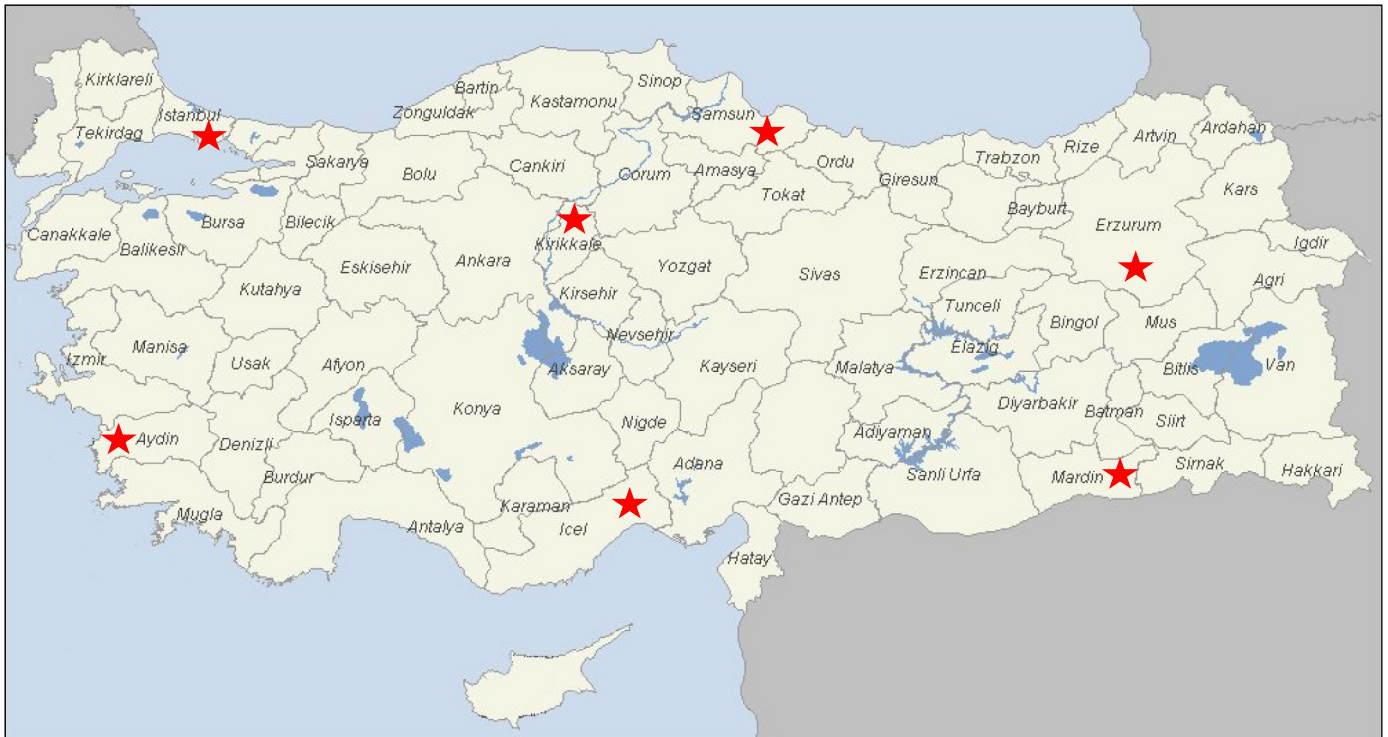 Kirklareli
Istanbul
Tekirdag
Zonguldak
Bartin
Kastamonu
Sinop
Samsun
Sakarya
Bolu
Cankiri
Corum
Amasya
Ordu
Tokat
Giresun
Trabzon
Rize
Artvin
Ardahan
Kars
Bayburt
Erzurum
Igdir
Canakkale
Balikesir
Bursa
Bilecik
Eskisehir
Ankara
Kirikkale
Yozgat
Sivas
Erzincan
Agri
Kutahya
Kirsehir
Tunceli
Bingol
Mus
Izmir
Manisa
Usak
Afyon
Nevsehir
Aksaray
Kayseri
Malatya
Elazig
Bitlis
Van
Aydin
Denizli
Isparta
Konya
Nigde
Adiyaman
Diyarbakir
Batman
Siirt
Burdur
Adana
Sanli Urfa
Mardin
Sirnak
Hakkari
Mugla
Antalya
Karaman
Icel
Gazi Antep
Hatay